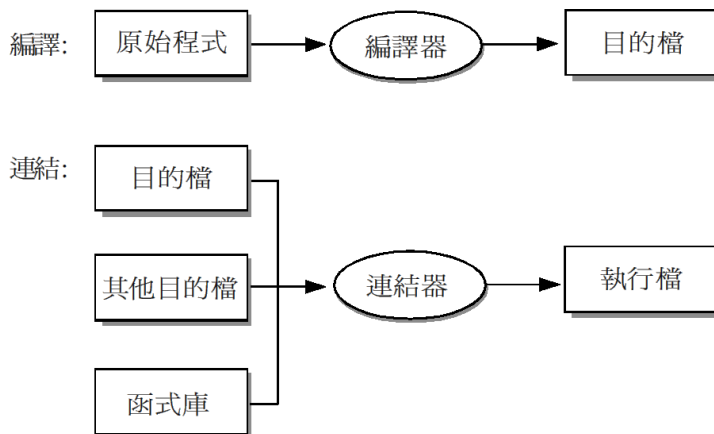 編譯:
原始程式
編譯器
目的檔
連結:
目的檔
其他目的檔
連結器
執行檔
函式庫